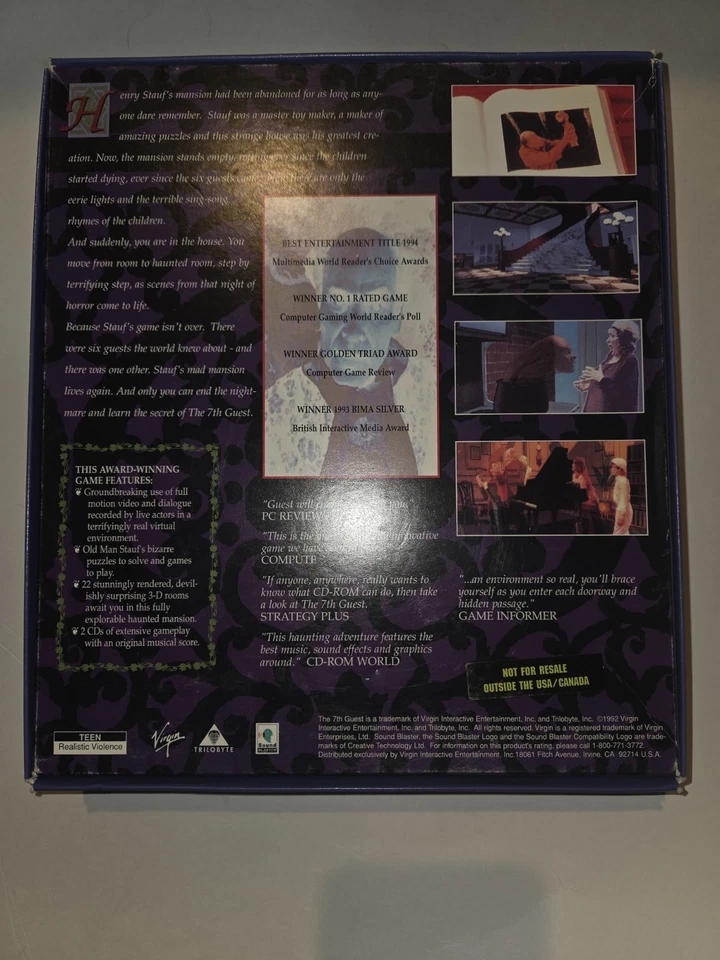 Henry Stauf's mansion had been abandoned for as long as any-
one dare remember. Stauf was a master toy maker, a maker of
amazing puzzles and this strange house was his greatest cre-
ation. Now, the mansion stands empty, rotting ever since the children
started dying, ever since the six guests came. Now there are only the
eerie lights and the terrible sing-song
rhymes of the children.
And suddenly, you are in the house. You
move from room to haunted room, step by
terrifying step, as scenes from that night of
horror come to life.
Because Stauf's game isn't over. There
were six guests the world knew about - and
there was one other. Stauf's mad mansion
lives again. And only you can end the night-
mare and learn the secret of The 7th Guest.
BEST ENTERTAINMENT TITLE 1994
Multimedia World Reader's Choice Awards
WINNER NO. 1 RATED GAME
Computer Gaming World Reader's Poll
WINNER GOLDEN TRIAD AWARD
Computer Game Review
WINNER 1993 BIMA SILVER
British Interactive Media Award
THIS AWARD-WINNING
GAME FEATURES:
❦ Groundbreaking use of full
motion video and dialogue
recorded by live actors in a
terrifyingly real virtual
environment.
❦ Old Man Stauf's bizarre
puzzles to solve and games
to play.
❦ 22 stunningly rendered, devil-
ishly surprising 3-D rooms
await you in this fully
explorable haunted mansion.
❦ 2 CDs of extensive gameplay
with an original musical score.
"Guest will
PC REVIEW
"This is the innovative
game we have
COMPUTE
"If anyone, anywhere, really wants to
know what CD-ROM can do, then take
a look at The 7th Guest.
STRATEGY PLUS
"This haunting adventure features the
best music, sound effects and graphics
around." CD-ROM WORLD
"...an environment so real, you'll brace
yourself as you enter each doorway and
hidden passage."
GAME INFORMER
NOT FOR RESALE
OUTSIDE THE USA/CANADA
TEEN
Realistic Violence
Virgin
TRILOBYTE
Sound
BLASTER
The 7th Guest is a trademark of Virgin Interactive Entertainment, Inc. and Trilobyte, Inc. ©1992 Virgin
Interactive Entertainment, Inc. and Trilobyte, Inc. All rights reserved. Virgin is a registered trademark of Virgin
Enterprises, Ltd. Sound Blaster, the Sound Blaster Logo and the Sound Blaster Compatibility Logo are trade-
marks of Creative Technology Ltd. For information on this product's rating, please call 1-800-771-3772.
Distributed exclusively by Virgin Interactive Entertainment, Inc.18061 Fitch Avenue, Irvine, CA 92714 U.S.A.